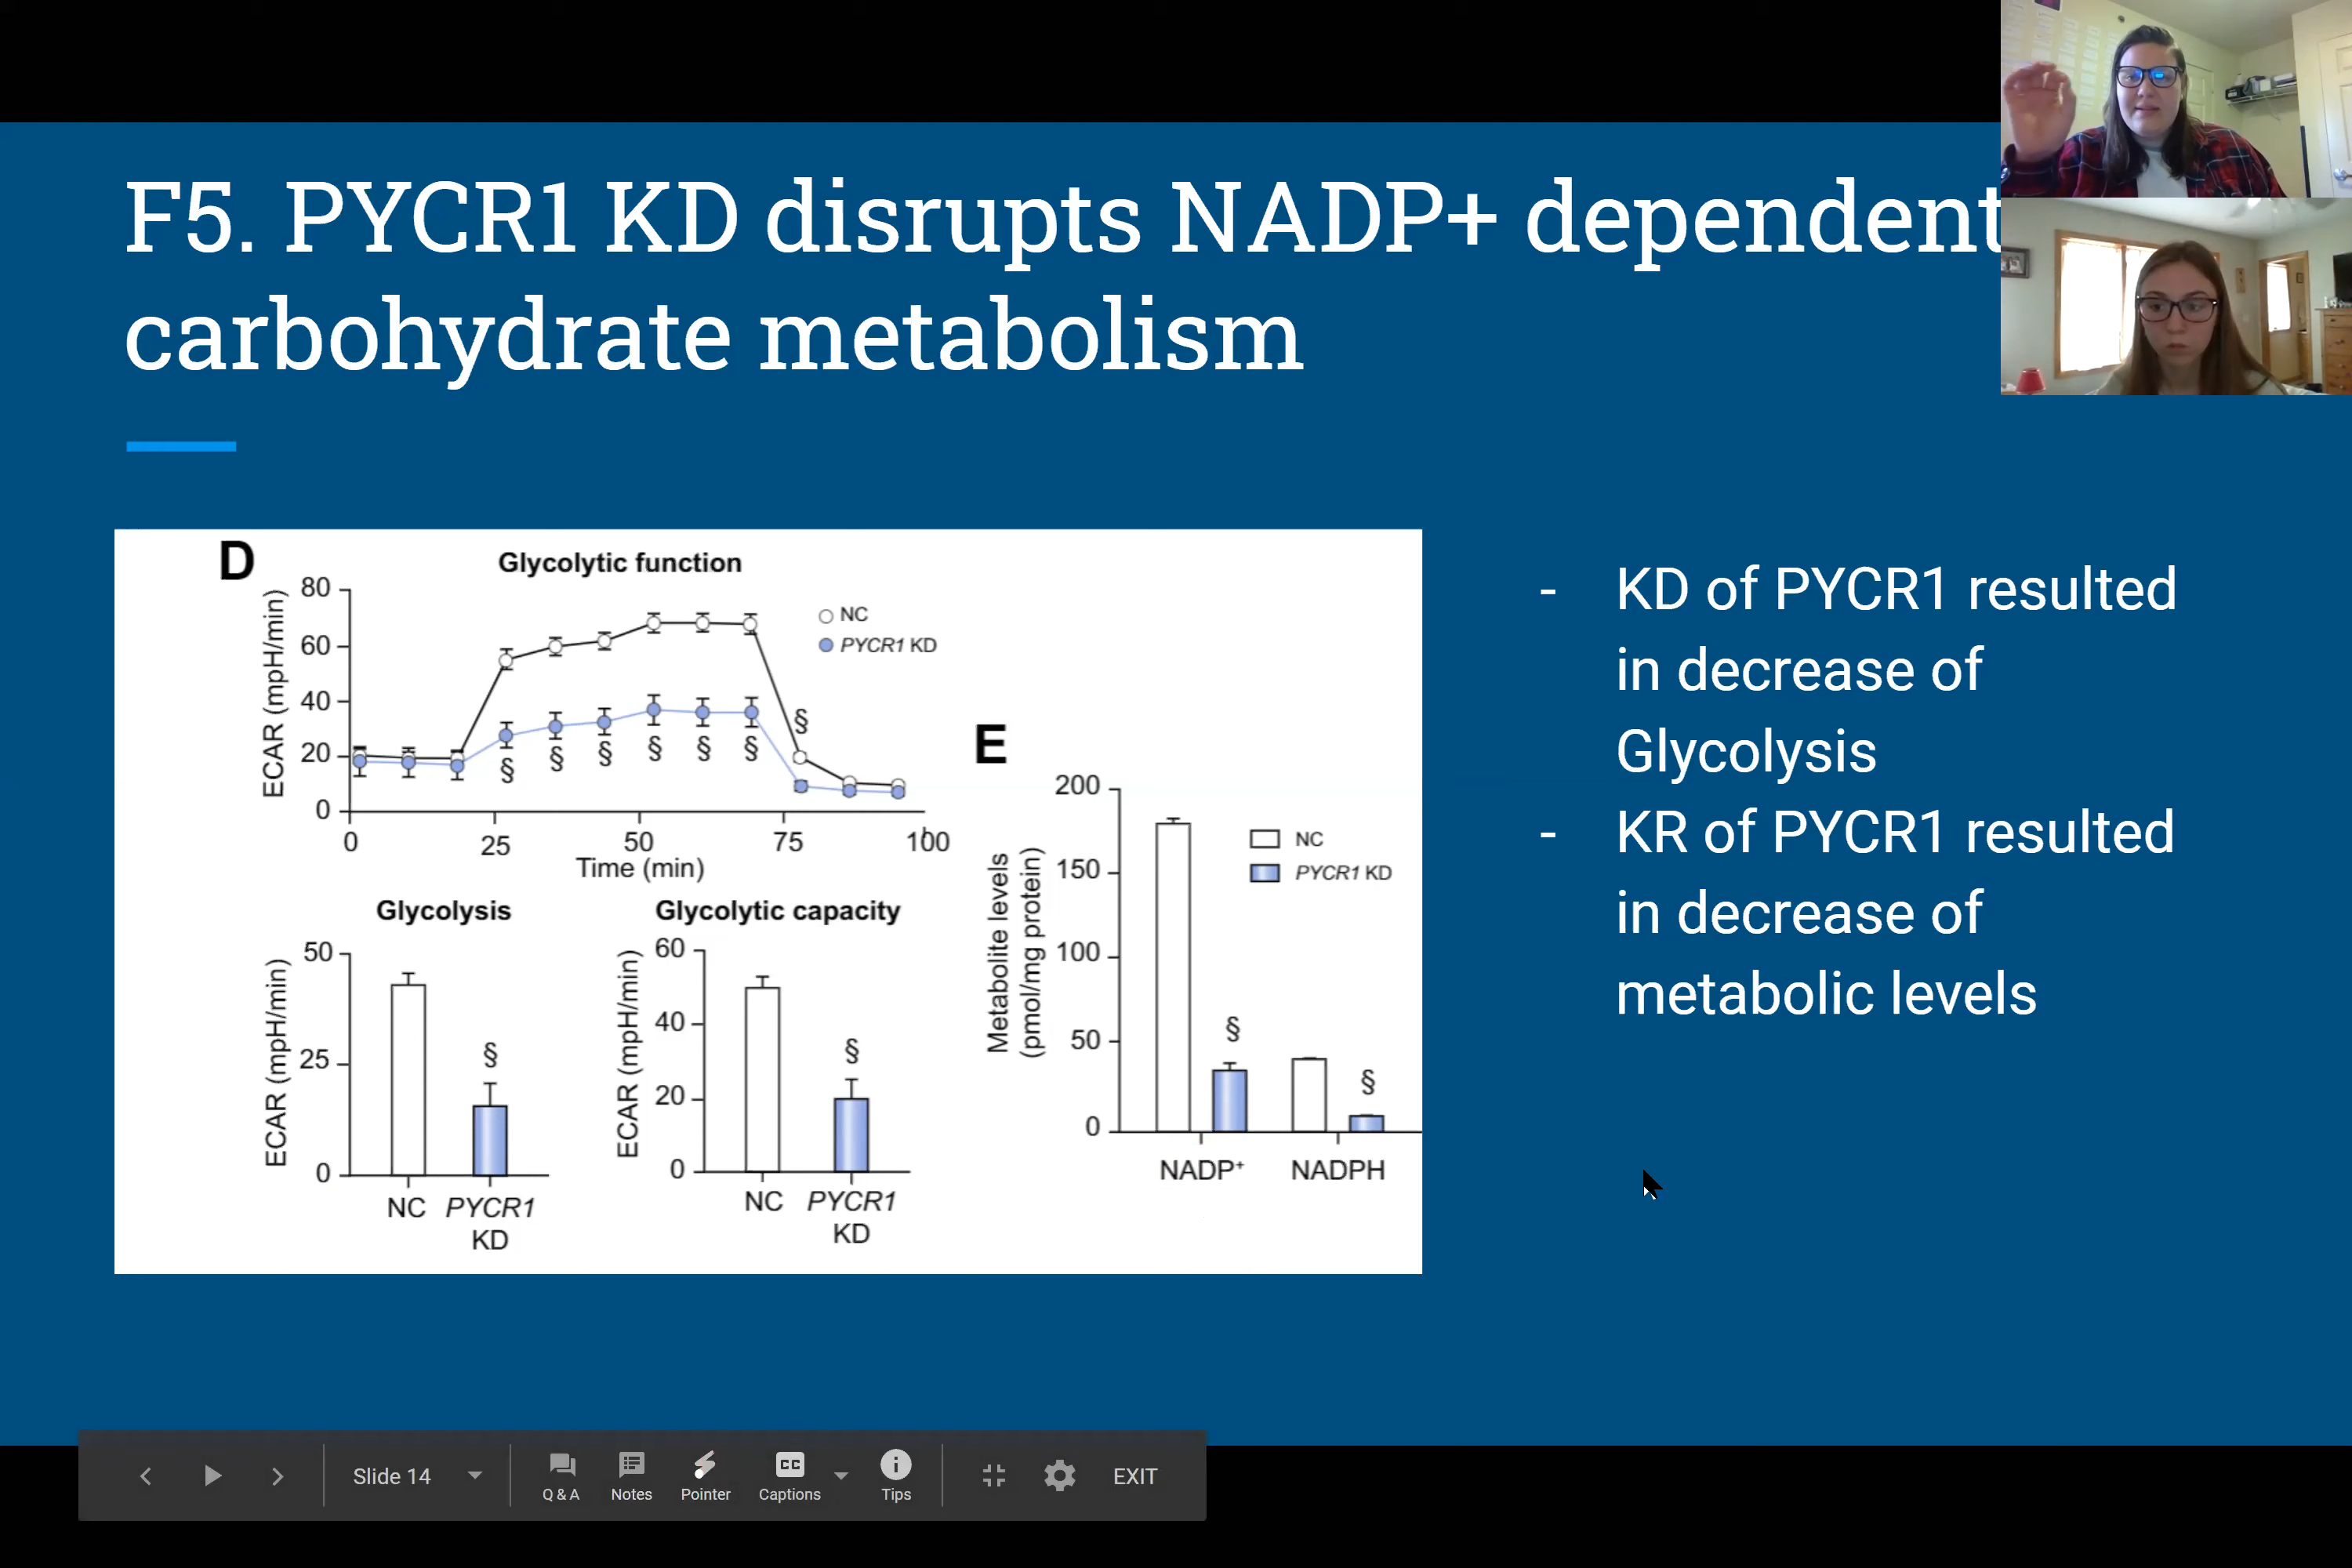 F5. PYCR1 KD disrupts NADP+ dependent
carbohydrate metabolism
D
Glycolytic function
ECAR (mpH/min)
80
60
40
20
0
NC
PYCR1 KD
§
§ § § § § §
0 25 50 75 100
Time (min)
Glycolysis
ECAR (mpH/min)
50
25
0
§
NC PYCR1
KD
Glycolytic capacity
ECAR (mpH/min)
60
40
20
0
§
NC PYCR1
KD
E
Metabolite levels
(pmol/mg protein)
200
150
100
50
0
NC
PYCR1 KD
§
§
NADP⁺ NADPH
- KD of PYCR1 resulted
in decrease of
Glycolysis
- KR of PYCR1 resulted
in decrease of
metabolic levels
Slide 14
Q & A
Notes
Pointer
CC
Captions
Tips
EXIT